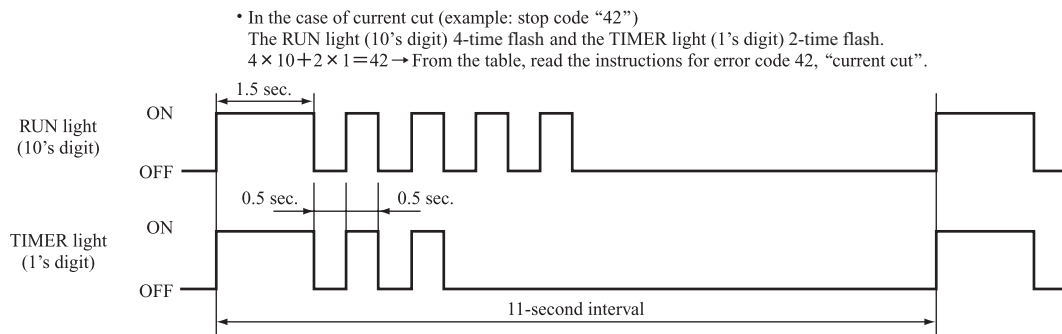 • In the case of current cut (example: stop code “42”)
The RUN light (10’s digit) 4-time flash and the TIMER light (1’s digit) 2-time flash.
4×10+2×1=42→From the table, read the instructions for error code 42, “current cut”.
1.5 sec.
ON
RUN light
(10’s digit)
OFF
0.5 sec.
0.5 sec.
ON
TIMER light
(1’s digit)
OFF
11-second interval